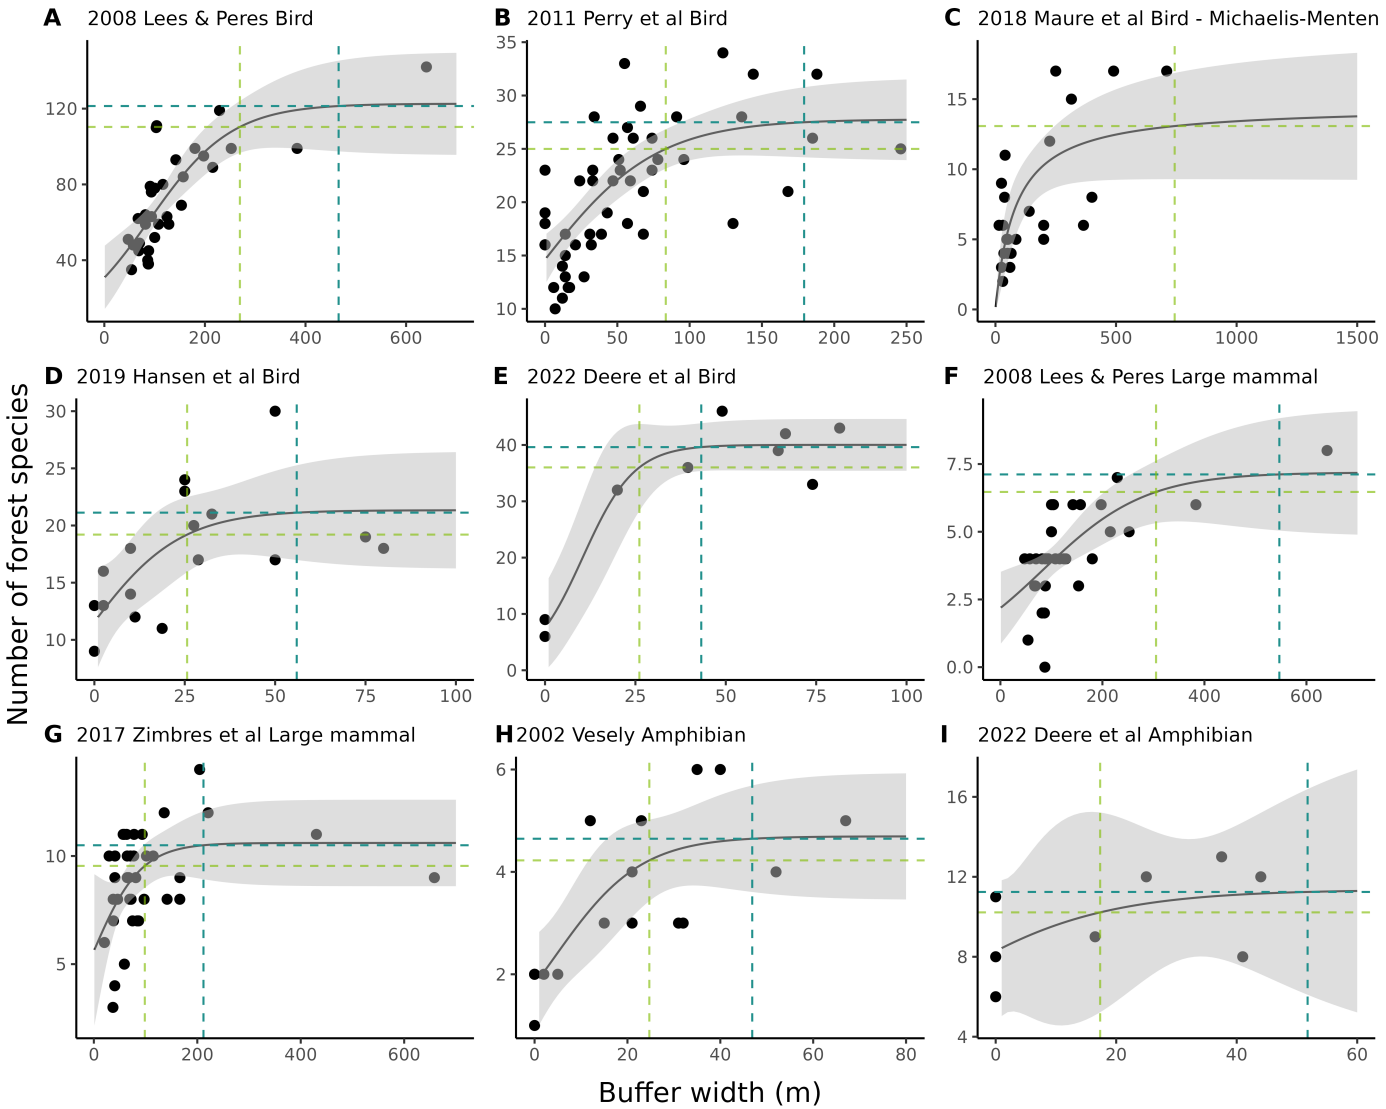 A 2008 Lees & Peres Bird
B 2011 Perry et al Bird
C 2018 Maure et al Bird - Michaelis-Menten
120
80
40
0 200 400 600
35
30
25
20
15
10
0 50 100 150 200 250
15
10
5
0
0 500 1000 1500
D 2019 Hansen et al Bird
E 2022 Deere et al Bird
F 2008 Lees & Peres Large mammal
Number of forest species
30
25
20
15
10
0 25 50 75 100
40
30
20
10
0
0 25 50 75 100
7.5
5.0
2.5
0.0
0 200 400 600
G 2017 Zimbres et al Large mammal
H 2002 Vesely Amphibian
I 2022 Deere et al Amphibian
10
5
0 200 400 600
6
4
2
0 20 40 60 80
16
12
8
4
0 20 40 60
Buffer width (m)